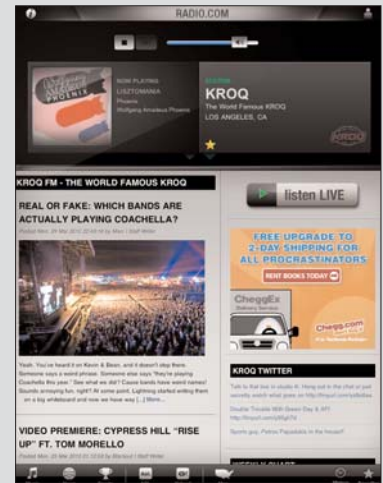 RADIO.COM
NOW PLAYING
LISZTOMANIA
Phoenix
Wolfgang Amadeus Phoenix
KROQ
The World Famous KROQ
LOS ANGELES, CA
KROQ
KROQ FM - THE WORLD FAMOUS KROQ
REAL OR FAKE: WHICH BANDS ARE
ACTUALLY PLAYING COACHELLA?
Yeah. You've heard it on Kevin & Bean, and it doesn't stop there.
Someone says a weird phrase. Someone else says "they're playing
Coachella this year." See what we did? Cause bands have weird names!
Sounds annoying fun, right? At some point, Lightning started writing them
on a big whiteboard and now we have way [...] More...
VIDEO PREMIERE: CYPRESS HILL "RISE
UP" FT. TOM MORELLO
listen LIVE
FREE UPGRADE TO
2-DAY SHIPPING FOR
ALL PROCRASTINATORS
RENT BOOKS TODAY
CheggEx
Chegg.com
KROQ TWITTER
WEEKLY CHART